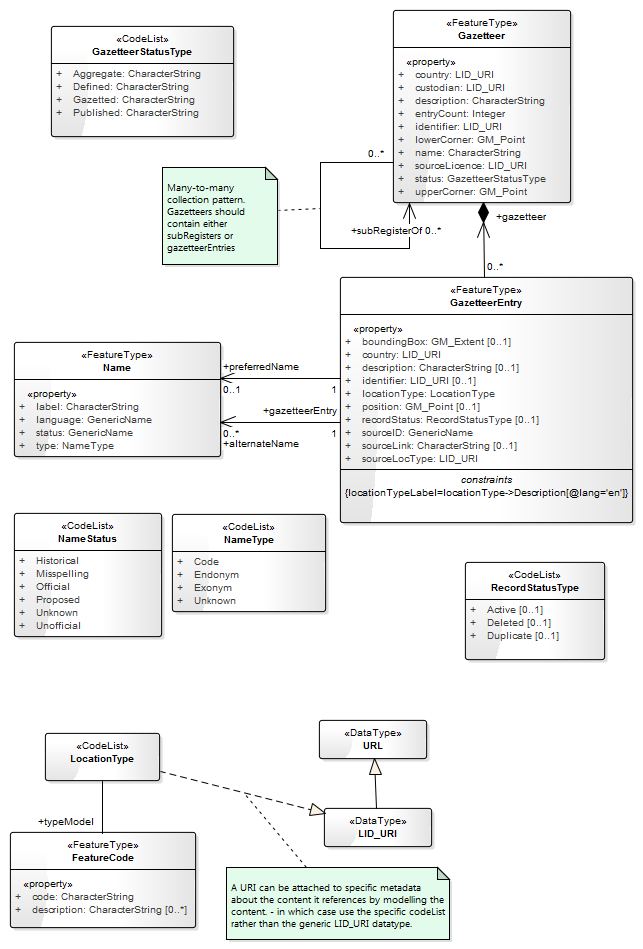 «CodeList»
GazetteerStatusType
+ Aggregate: CharacterString
+ Defined: CharacterString
+ Gazetted: CharacterString
+ Published: CharacterString
«FeatureType»
Gazetteer
«property»
+ country: LID_URI
+ custodian: LID_URI
+ description: CharacterString
+ entryCount: Integer
+ identifier: LID_URI
+ lowerCorner: GM_Point
+ name: CharacterString
+ sourceLicence: LID_URI
+ status: GazetteerStatusType
+ upperCorner: GM_Point
0..*
Many-to-many
collection pattern.
Gazetteers should
contain either
subRegisters or
gazetteerEntries
+subRegisterOf 0..*
+gazetteer
0..*
«FeatureType»
GazetteerEntry
«property»
+ boundingBox: GM_Extent [0..1]
+ country: LID_URI
+ description: CharacterString [0..1]
+ identifier: LID_URI [0..1]
+ locationType: LocationType
+ position: GM_Point [0..1]
+ recordStatus: RecordStatusType [0..1]
+ sourceID: GenericName
+ sourceLink: CharacterString [0..1]
+ sourceLocType: LID_URI
constraints
{locationTypeLabel=locationType->Description[@lang='en']}
«FeatureType»
Name
«property»
+ label: CharacterString
+ language: GenericName
+ status: GenericName
+ type: NameType
+preferredName
0..1 1
+gazetteerEntry
0..* 1
+alternateName
«CodeList»
NameStatus
+ Historical
+ Misspelling
+ Official
+ Proposed
+ Unknown
+ Unofficial
«CodeList»
NameType
+ Code
+ Endonym
+ Exonym
+ Unknown
«CodeList»
RecordStatusType
+ Active [0..1]
+ Deleted [0..1]
+ Duplicate [0..1]
«CodeList»
LocationType
«DataType»
URL
+typeModel
«DataType»
LID_URI
«FeatureType»
FeatureCode
«property»
+ code: CharacterString
+ description: CharacterString [0..*]
A URI can be attached to specific metadata
about the content it references by modelling the
content. - in which case use the specific codeList
rather than the generic LID_URI datatype.